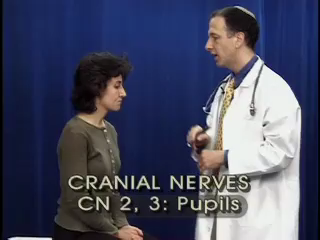 CRANIAL NERVES
CN 2, 3: Pupils